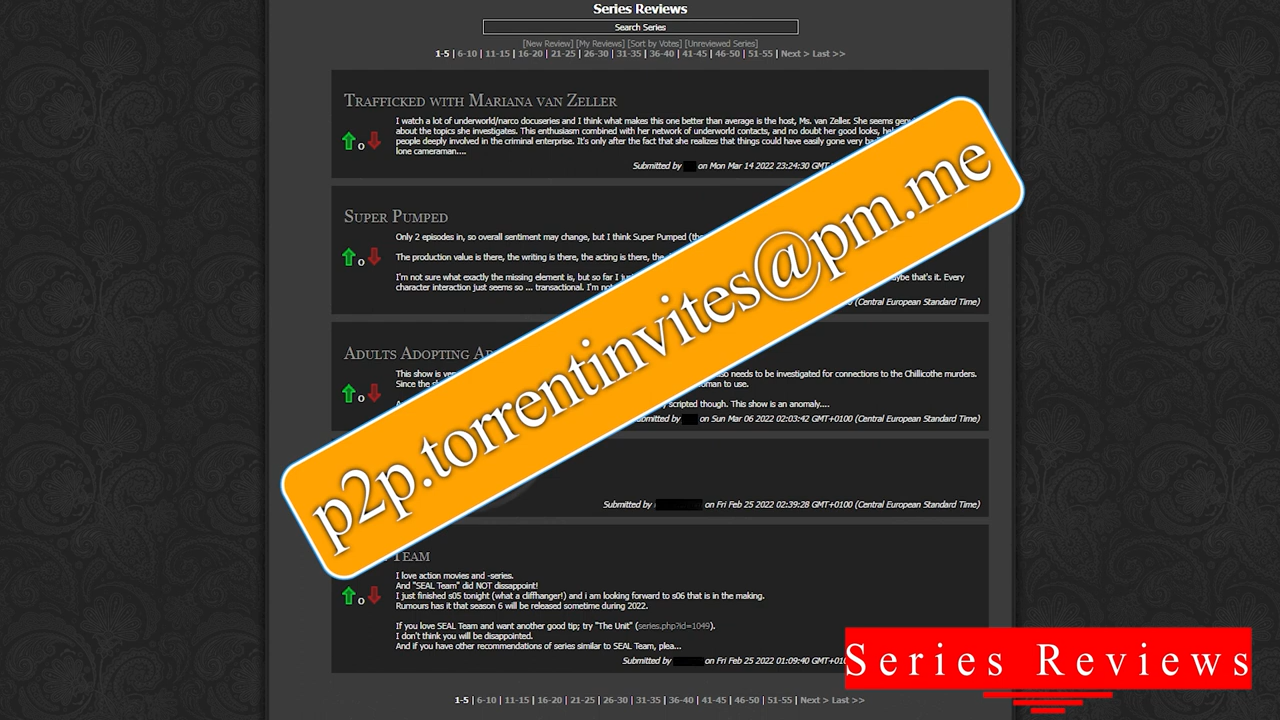 Series Reviews
Search Series
[New Review] [My Reviews] [Sort by Votes] [Unreviewed Series]
1-5 | 6-10 | 11-15 | 16-20 | 21-25 | 26-30 | 31-35 | 36-40 | 41-45 | 46-50 | 51-55 | Next > Last >>
Trafficked with Mariana van Zeller
I watch a lot of underworld/narco docuseries and I think what makes this one better than average is the host, Ms. van Zeller. She seems
about the topics she investigates. This enthusiasm combined with her network of underworld contacts, and no doubt her good looks,
people deeply involved in the criminal enterprise. It's only after the fact that she realizes that things could have easily gone very
lone cameraman....
0
Submitted by on Mon Mar 14 2022 23:24:30
Super Pumped
Only 2 episodes in, so overall sentiment may change, but I think Super Pumped
The production value is there, the writing is there, the acting is there, the
0
I'm not sure what exactly the missing element is, but so far I that's it. Every
character interaction just seems so ... transactional. I'm
(Central European Standard Time)
Adults Adopting
This show is needs to be investigated for connections to the Chillicothe murders.
Since the to use.
0
scripted though. This show is an anomaly....
on Sun Mar 06 2022 02:03:42 GMT+0100 (Central European Standard Time)
p2p.torrentinvites@pm.me
Submitted by on Fri Feb 25 2022 02:39:28 GMT+0100 (Central European Standard Time)
Team
I love action movies and -series.
And "SEAL Team" did NOT dissappoint!
I just finished s05 tonight (what a cliffhanger!) and i am looking forward to s06 that is in the making.
0
Rumours has it that season 6 will be released sometime during 2022.
If you love SEAL Team and want another good tip; try "The Unit" (series.php?id=1049).
I don't think you will be disappointed.
And if you have other recommendations of series similar to SEAL Team, plea...
Submitted by on Fri Feb 25 2022 01:09:40
Series Reviews
1-5 | 6-10 | 11-15 | 16-20 | 21-25 | 26-30 | 31-35 | 36-40 | 41-45 | 46-50 | 51-55 | Next > Last >>